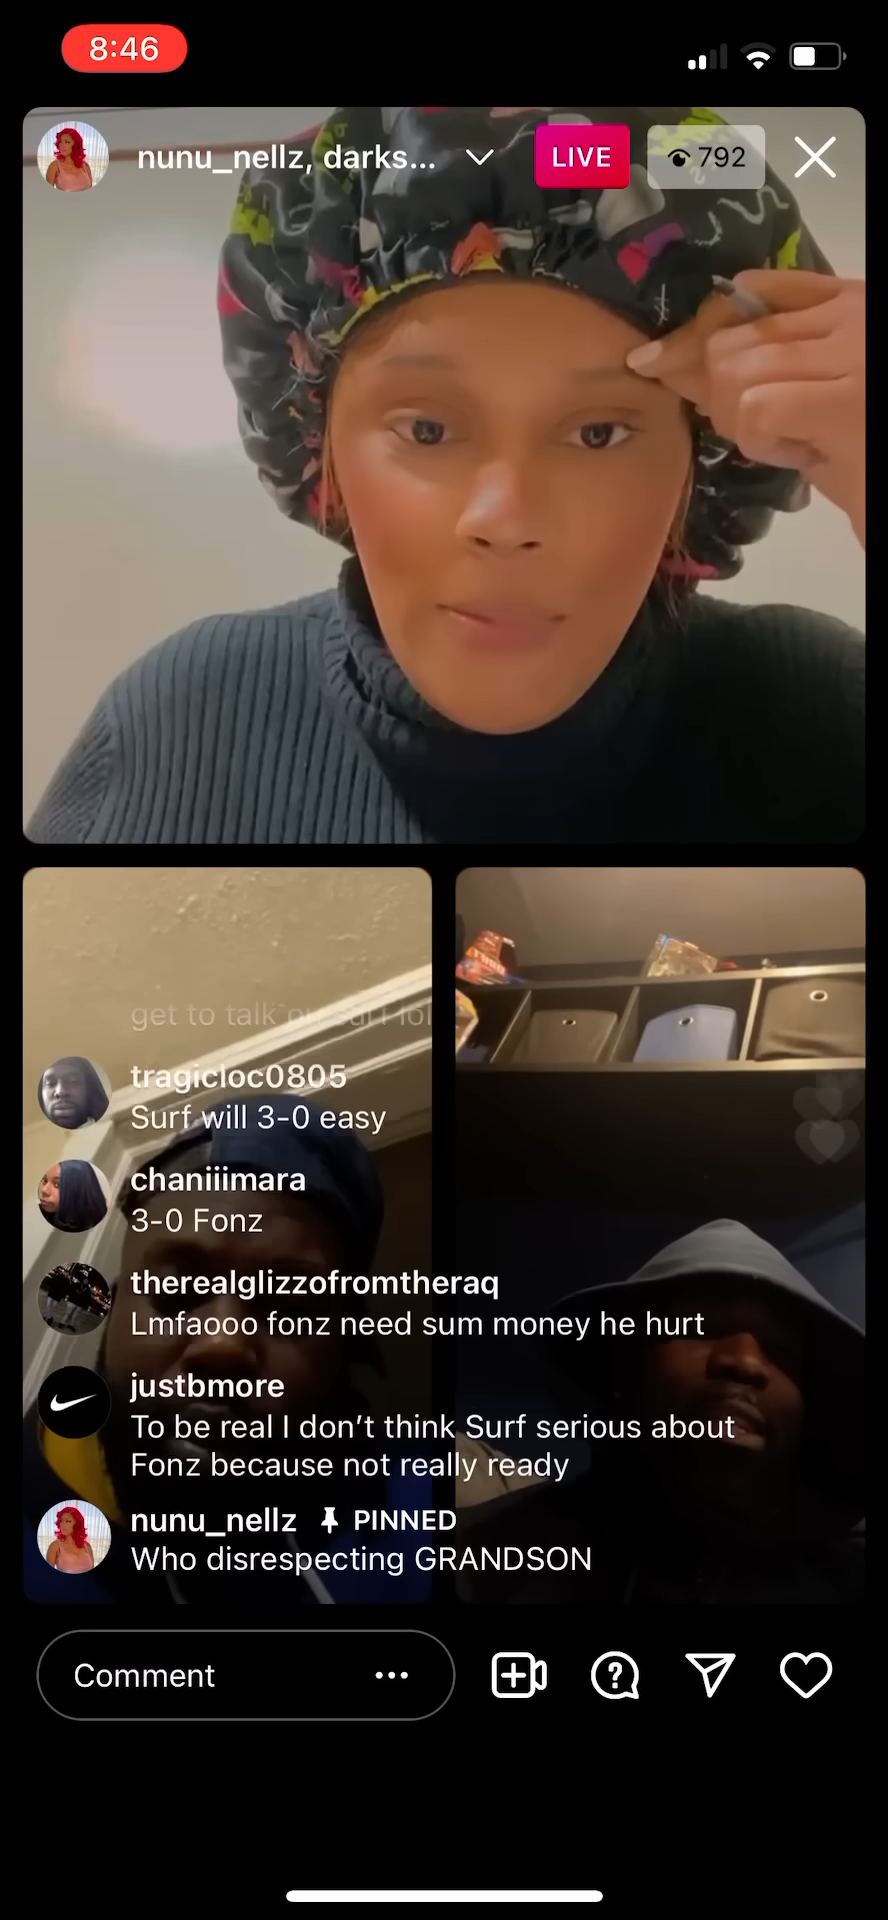 8:46
nunu_nellz, darks...
LIVE
792
get to talk on surf lol
tragicloc0805
Surf will 3-0 easy
chaniiimara
3-0 Fonz
therealglizzofromtheraq
Lmfaooo fonz need sum money he hurt
justbmore
To be real I don’t think Surf serious about
Fonz because not really ready
nunu_nellz PINNED
Who disrespecting GRANDSON
Comment